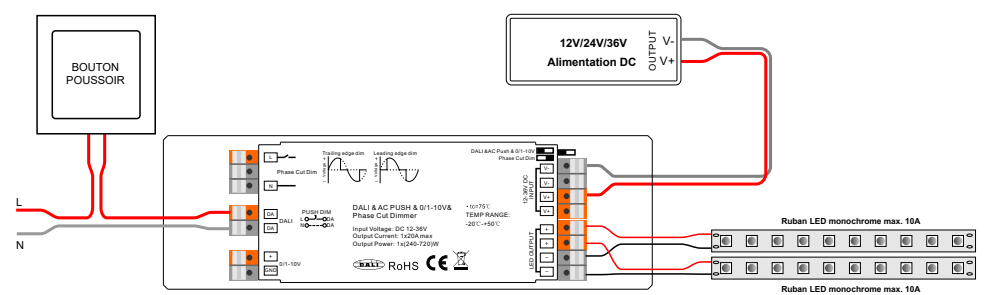 BOUTON
POUSSOIR
12V/24V/36V
Alimentation DC
OUTPUT
V-
V+
L
N
L
N
Phase Cut Dim
Trailing edge dim
Leading edge dim
DALI &AC Push & 0/1-10V
Phase Cut Dim
DA
DA
DALI
PUSH DIM
L DA
N DA
+
GND
0/1-10V
DALI & AC PUSH & 0/1-10V&
Phase Cut Dimmer
Input Voltage: DC 12-36V
Output Current: 1x20A max
Output Power: 1x(240-720)W
DALI RoHS CE
• tc=75℃
TEMP RANGE:
-20℃-+50℃
12-36V DC
INPUT
V-
V-
V+
V+
LED OUTPUT
+
+
−
−
Ruban LED monochrome max. 10A
Ruban LED monochrome max. 10A